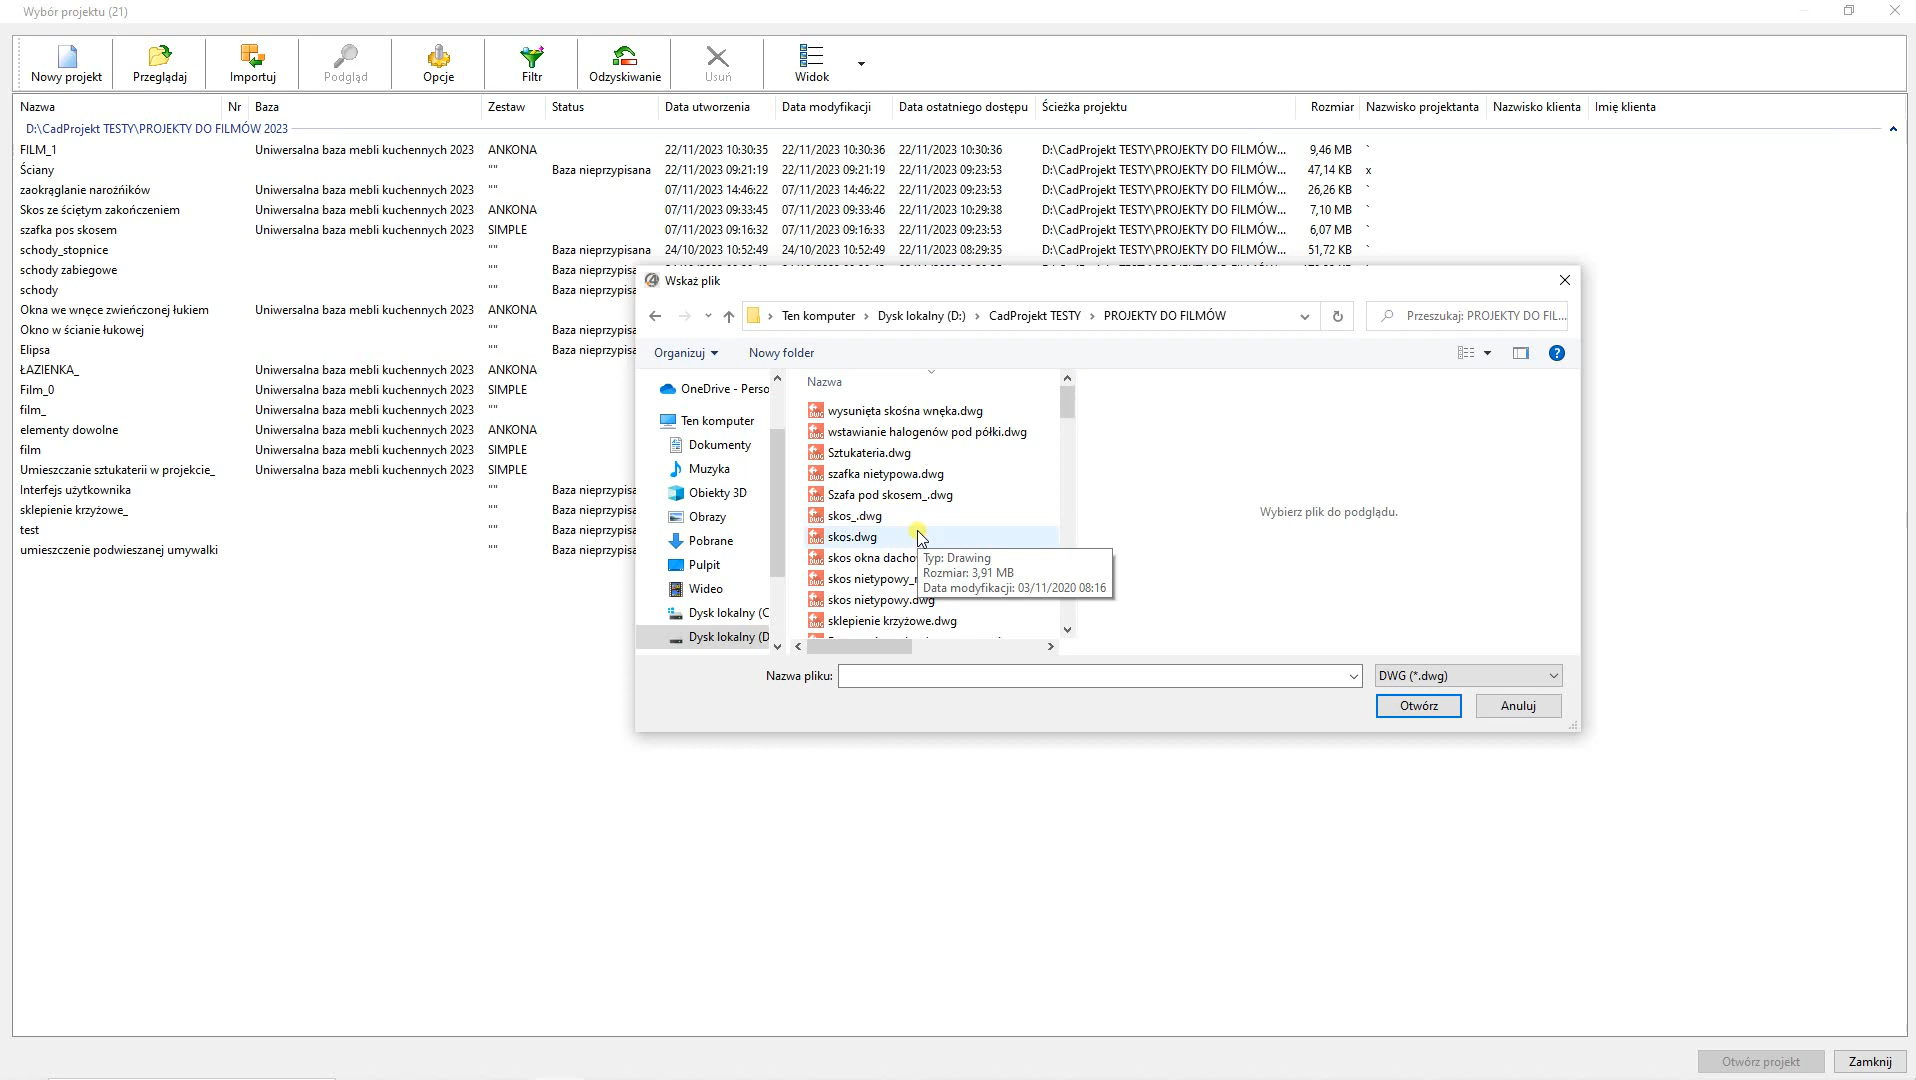 Wybór projektu (21)
Nowy projekt Przeglądaj Importuj Podgląd Opcje Filtr Odzyskiwanie Usuń Widok
Nazwa Nr Baza Zestaw Status Data utworzenia Data modyfikacji Data ostatniego dostępu Ścieżka projektu Rozmiar Nazwisko projektanta Nazwisko klienta Imię klienta
D:\CadProjekt TESTY\PROJEKTY DO FILMÓW 2023
FILM_1 Uniwersalna baza mebli kuchennych 2023 ANKONA 22/11/2023 10:30:35 22/11/2023 10:30:36 22/11/2023 10:30:36 D:\CadProjekt TESTY\PROJEKTY DO FILMÓW... 9,46 MB `
Ściany "" Baza nieprzypisana 22/11/2023 09:21:19 22/11/2023 09:21:19 22/11/2023 09:23:53 D:\CadProjekt TESTY\PROJEKTY DO FILMÓW... 47,14 KB x
zaokrąglanie narożńików Uniwersalna baza mebli kuchennych 2023 "" 07/11/2023 14:46:22 07/11/2023 14:46:22 22/11/2023 09:23:53 D:\CadProjekt TESTY\PROJEKTY DO FILMÓW... 26,26 KB `
Skos ze ściętym zakończeniem Uniwersalna baza mebli kuchennych 2023 ANKONA 07/11/2023 09:33:45 07/11/2023 09:33:46 22/11/2023 10:29:38 D:\CadProjekt TESTY\PROJEKTY DO FILMÓW... 7,10 MB `
szafka pos skosem Uniwersalna baza mebli kuchennych 2023 SIMPLE 07/11/2023 09:16:32 07/11/2023 09:16:33 22/11/2023 09:23:53 D:\CadProjekt TESTY\PROJEKTY DO FILMÓW... 6,07 MB `
schody_stopnice "" Baza nieprzypisana 24/10/2023 10:52:49 24/10/2023 10:52:49 22/11/2023 08:29:35 D:\CadProjekt TESTY\PROJEKTY DO FILMÓW... 51,72 KB `
schody zabiegowe "" Baza nieprzypisa
schody "" Baza nieprzypisa
Okna we wnęce zwieńczonej łukiem Uniwersalna baza mebli kuchennych 2023 ANKONA
Okno w ścianie łukowej "" Baza nieprzypisa
Elipsa "" Baza nieprzypisa
ŁAZIENKA_ Uniwersalna baza mebli kuchennych 2023 ANKONA
Film_0 Uniwersalna baza mebli kuchennych 2023 SIMPLE
film_ Uniwersalna baza mebli kuchennych 2023 ""
elementy dowolne Uniwersalna baza mebli kuchennych 2023 ANKONA
film Uniwersalna baza mebli kuchennych 2023 SIMPLE
Umieszczanie sztukaterii w projekcie_ Uniwersalna baza mebli kuchennych 2023 SIMPLE
Interfejs użytkownika "" Baza nieprzypisa
sklepienie krzyżowe_ "" Baza nieprzypisa
test "" Baza nieprzypisa
umieszczenie podwieszanej umywalki "" Baza nieprzypisa
Wskaż plik
Ten komputer › Dysk lokalny (D:) › CadProjekt TESTY › PROJEKTY DO FILMÓW
Przeszukaj: PROJEKTY DO FIL...
Organizuj Nowy folder
OneDrive - Perso
Ten komputer
Dokumenty
Muzyka
Obiekty 3D
Obrazy
Pobrane
Pulpit
Wideo
Dysk lokalny (C
Dysk lokalny (D
Nazwa
wysunięta skośna wnęka.dwg
wstawianie halogenów pod półki.dwg
Sztukateria.dwg
szafka nietypowa.dwg
Szafa pod skosem_.dwg
skos_.dwg
skos.dwg
skos okna dacho
skos nietypowy_
skos nietypowy.dwg
sklepienie krzyżowe.dwg
Typ: Drawing
Rozmiar: 3,91 MB
Data modyfikacji: 03/11/2020 08:16
Wybierz plik do podglądu.
Nazwa pliku: DWG (*.dwg)
Otwórz Anuluj
Otwórz projekt Zamknij